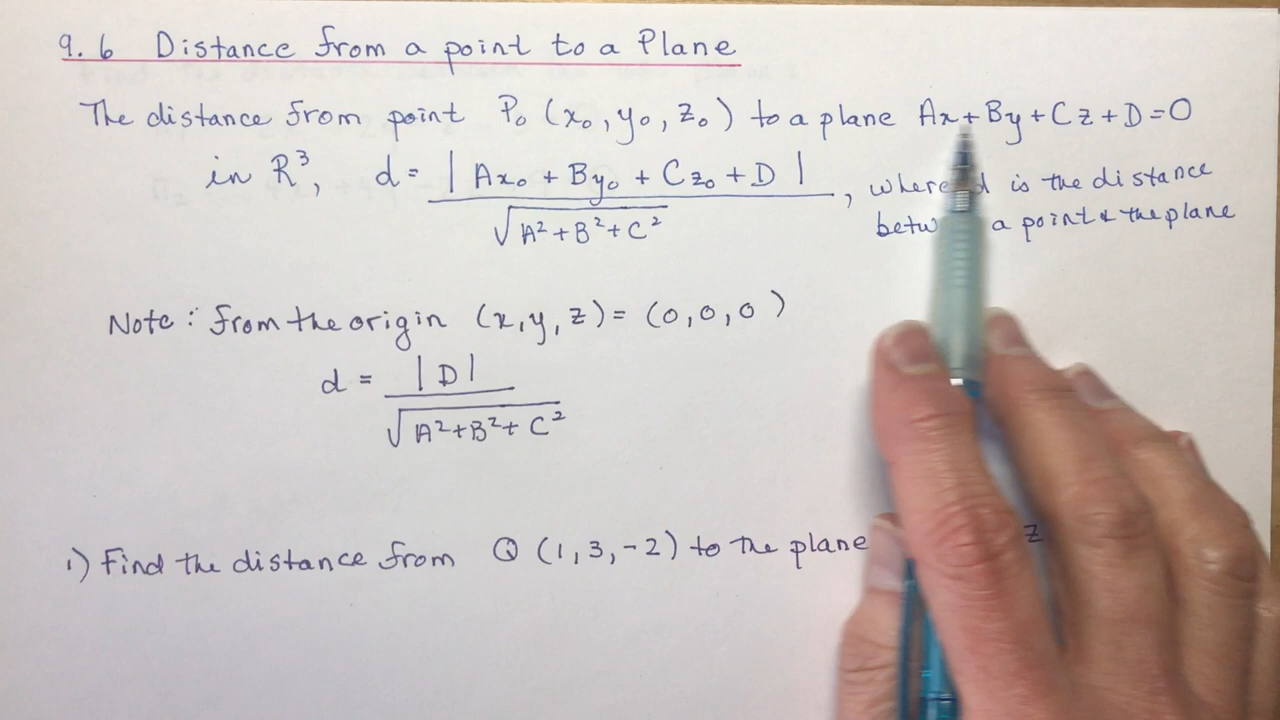 9.6 Distance from a point to a Plane
The distance from point P₀ (x₀, y₀, z₀) to a plane Ax + By + Cz + D = 0
in R³, d = | Ax₀ + By₀ + Cz₀ + D | / √A² + B² + C² , where d is the distance
a point & the plane
Note: from the origin (x, y, z) = (0, 0, 0)
d = | D | / √A² + B² + C²
1) Find the distance from Q (1, 3, -2) to the plane z